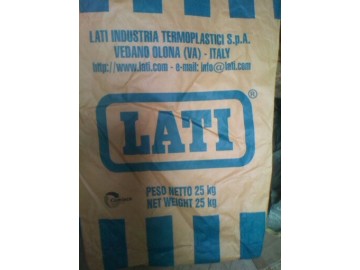 LATI INDUSTRIA TERMOPLASTICI S.p.A.
VEDANO OLONA (VA) - ITALY
http://www.lati.com - e-mail: info@lati.com
LATI®
PESO NETTO 25 kg
NET WEIGHT 25 kg